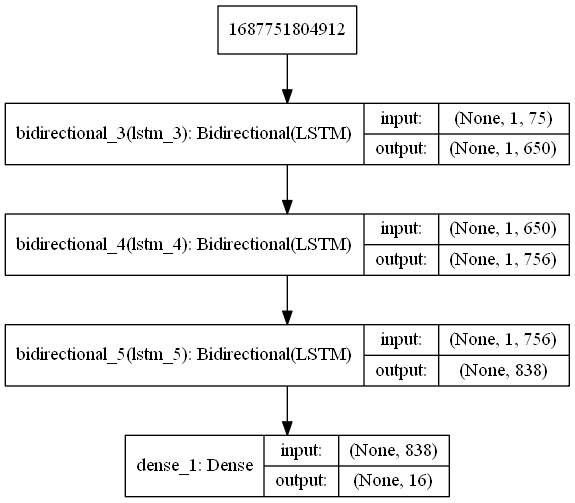 1687751804912
bidirectional_3(lstm_3): Bidirectional(LSTM)
input: (None, 1, 75)
output: (None, 1, 650)
bidirectional_4(lstm_4): Bidirectional(LSTM)
input: (None, 1, 650)
output: (None, 1, 756)
bidirectional_5(lstm_5): Bidirectional(LSTM)
input: (None, 1, 756)
output: (None, 838)
dense_1: Dense
input: (None, 838)
output: (None, 16)